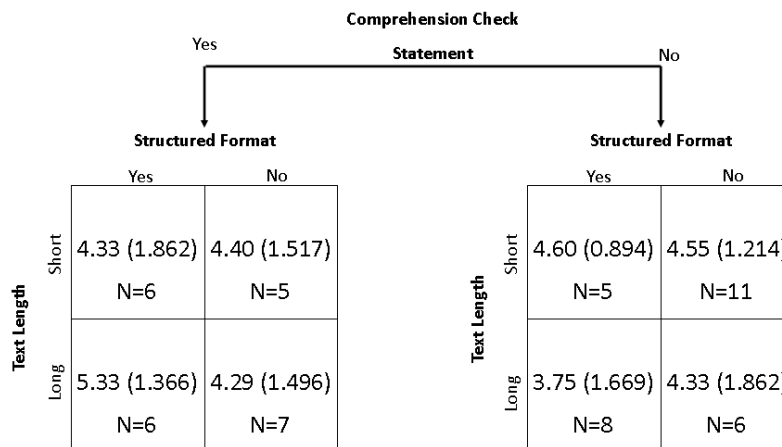 Comprehension Check
Yes
Statement
No
Structured Format
Structured Format
Yes
No
Yes
No
Text Length
Short
4.33 (1.862)
N=6
4.40 (1.517)
N=5
Long
5.33 (1.366)
N=6
4.29 (1.496)
N=7
Text Length
Short
4.60 (0.894)
N=5
4.55 (1.214)
N=11
Long
3.75 (1.669)
N=8
4.33 (1.862)
N=6